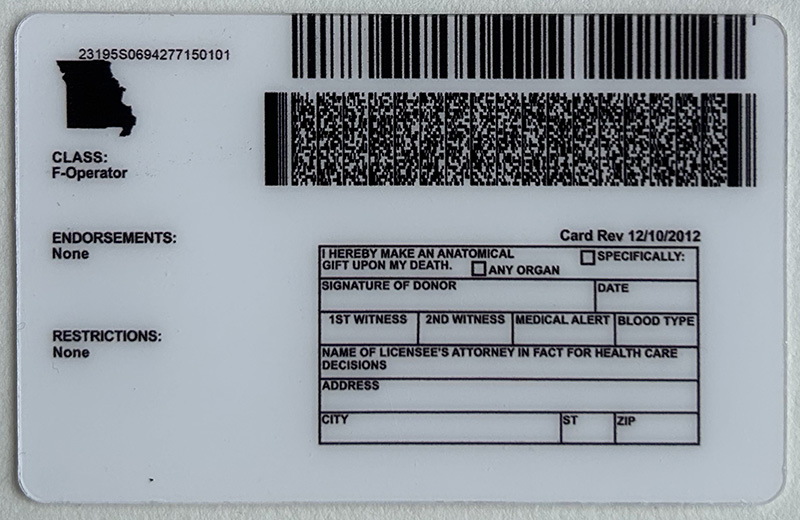 23195S0694277150101
CLASS:
F-Operator
ENDORSEMENTS:
None
RESTRICTIONS:
None
Card Rev 12/10/2012
I HEREBY MAKE AN ANATOMICAL
GIFT UPON MY DEATH. ANY ORGAN SPECIFICALLY:
SIGNATURE OF DONOR DATE
1ST WITNESS 2ND WITNESS MEDICAL ALERT BLOOD TYPE
NAME OF LICENSEE'S ATTORNEY IN FACT FOR HEALTH CARE
DECISIONS
ADDRESS
CITY ST ZIP